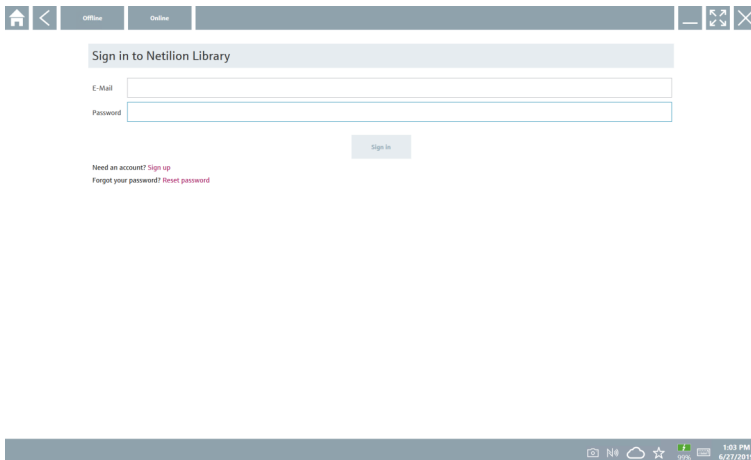 Offline Online
Sign in to Netilion Library
E-Mail
Password
Sign in
Need an account? Sign up
Forgot your password? Reset password
99% 1:03 PM